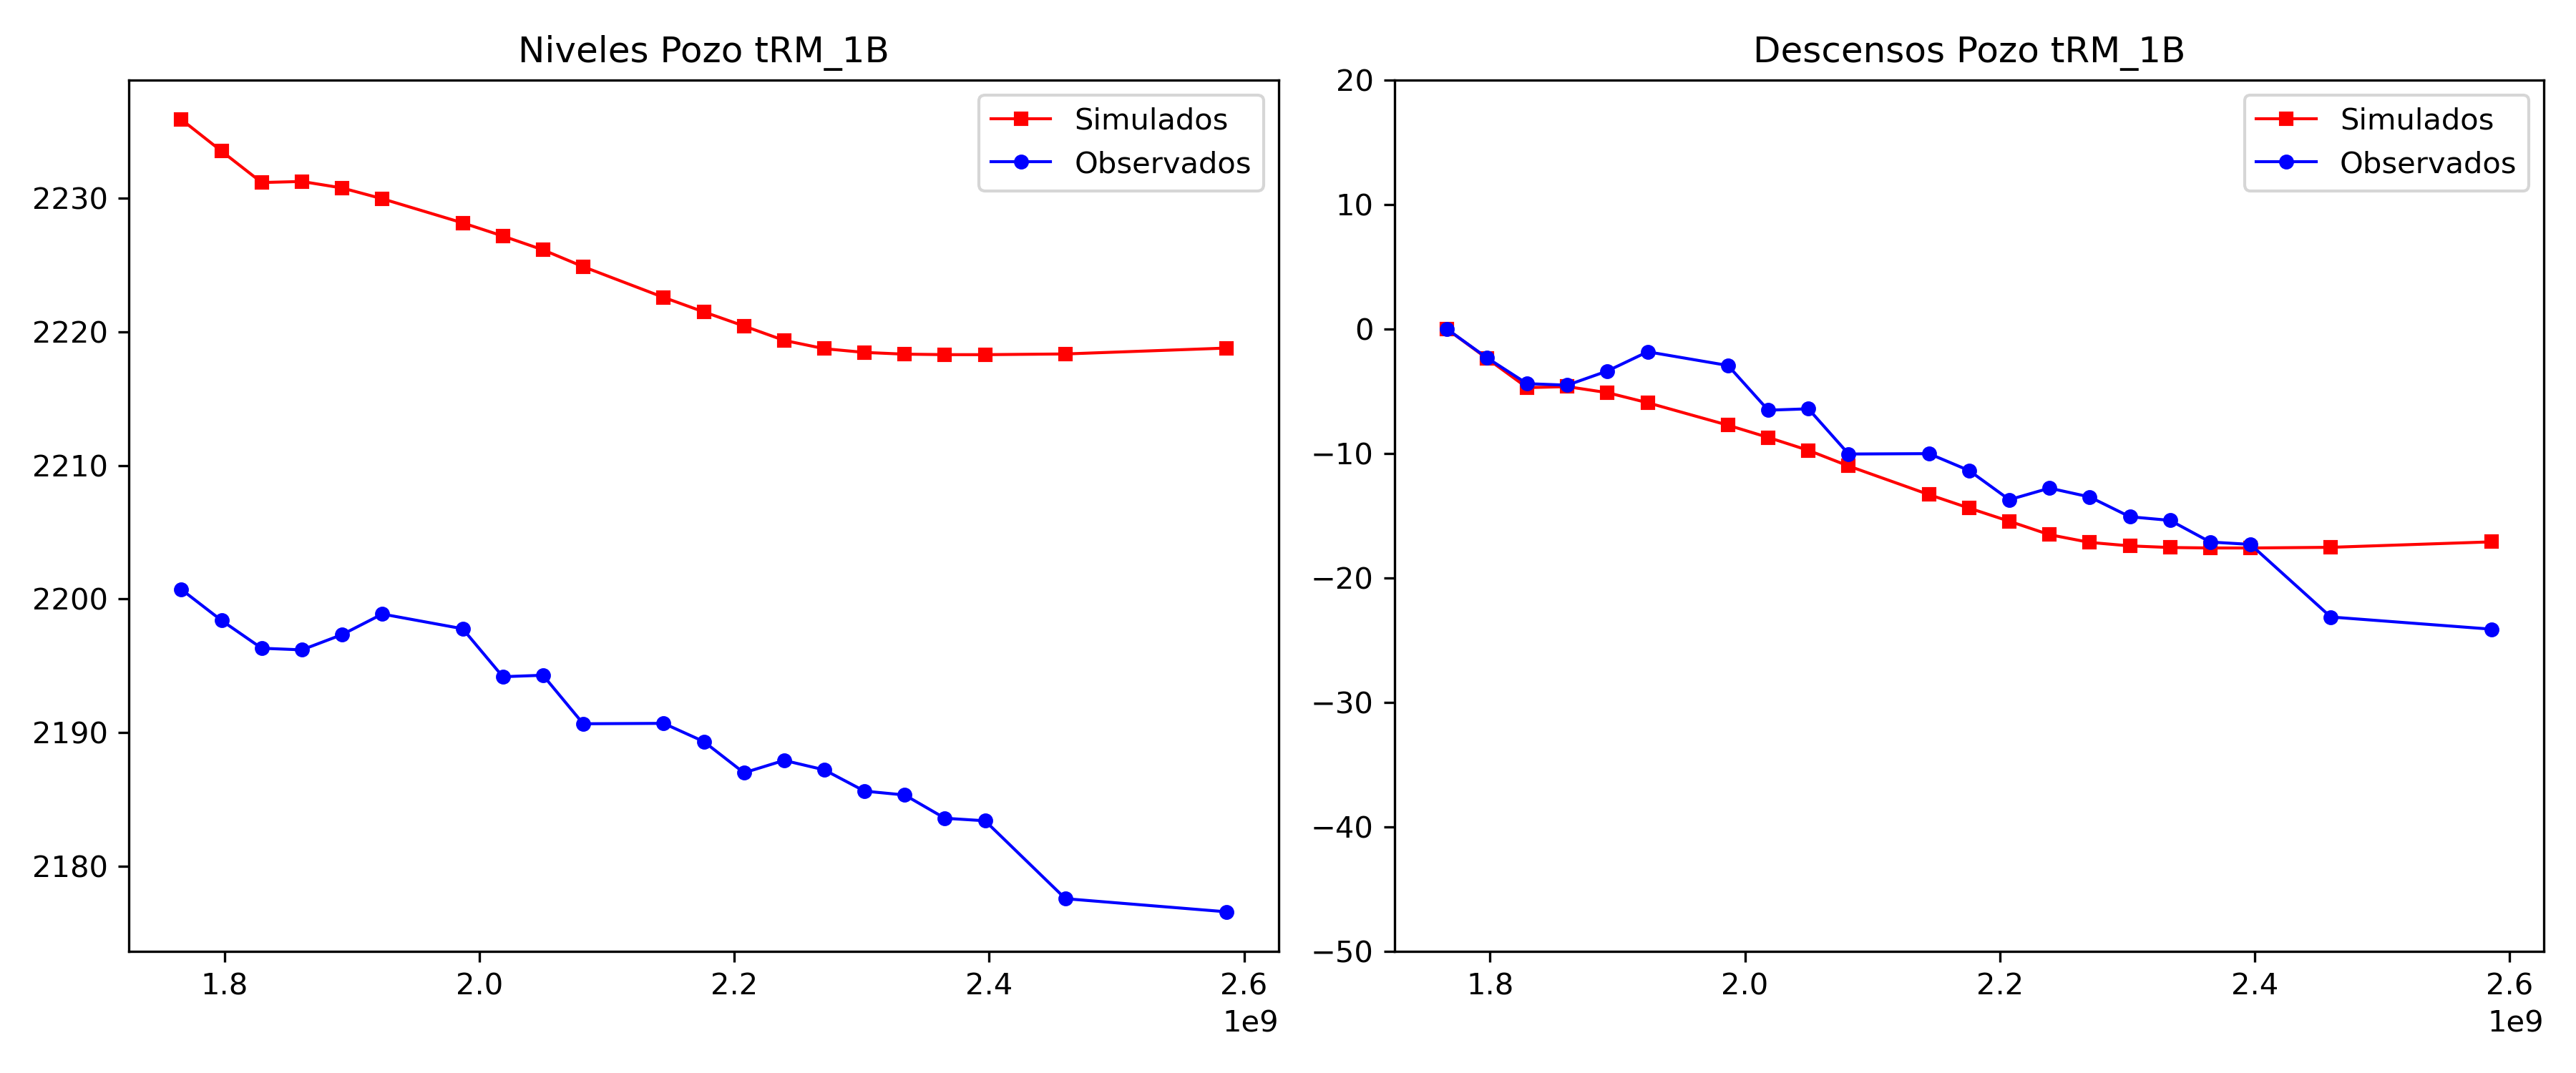 Niveles Pozo tRM_1B
Simulados
Observados
2230
2220
2210
2200
2190
2180
1.8 2.0 2.2 2.4 2.6
1e9
Descensos Pozo tRM_1B
Simulados
Observados
20
10
0
−10
−20
−30
−40
−50
1.8 2.0 2.2 2.4 2.6
1e9